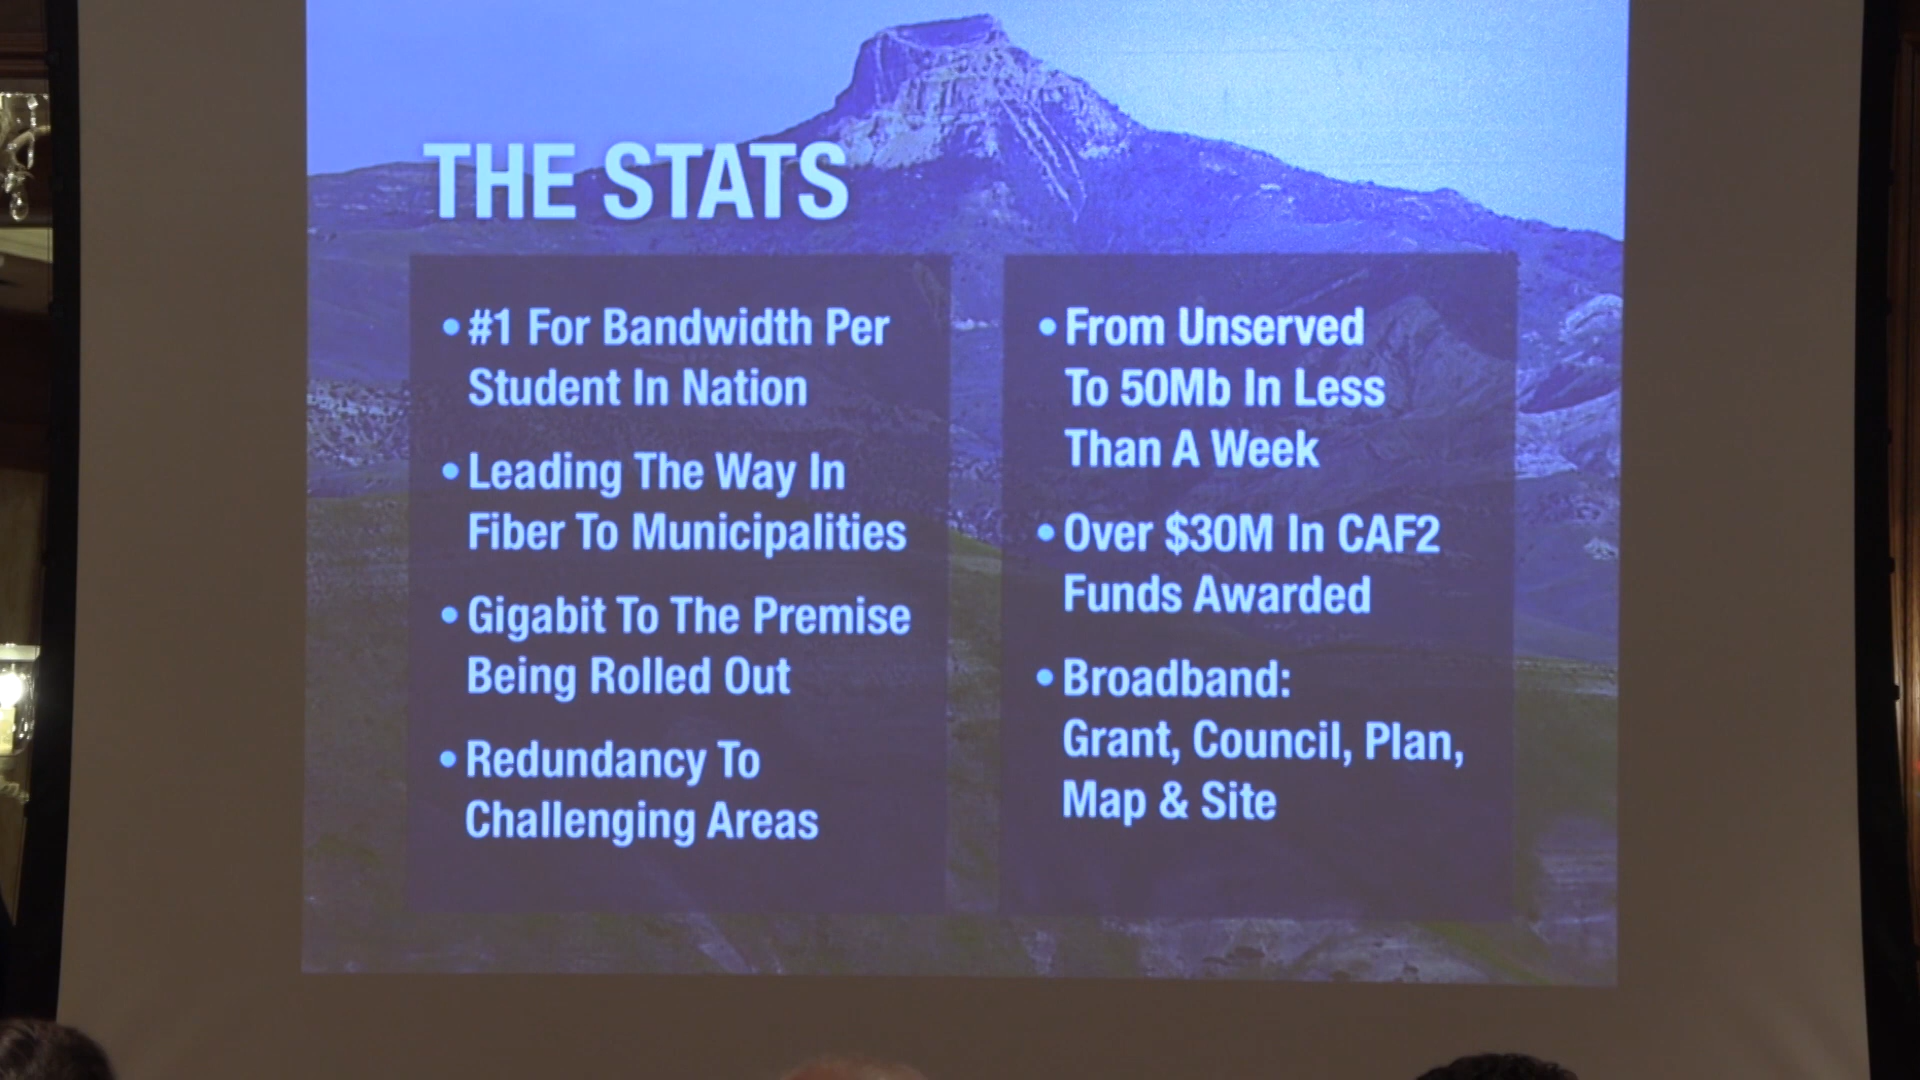 THE STATS
• #1 For Bandwidth Per
Student In Nation
• Leading The Way In
Fiber To Municipalities
• Gigabit To The Premise
Being Rolled Out
• Redundancy To
Challenging Areas
• From Unserved
To 50Mb In Less
Than A Week
• Over $30M In CAF2
Funds Awarded
• Broadband:
Grant, Council, Plan,
Map & Site